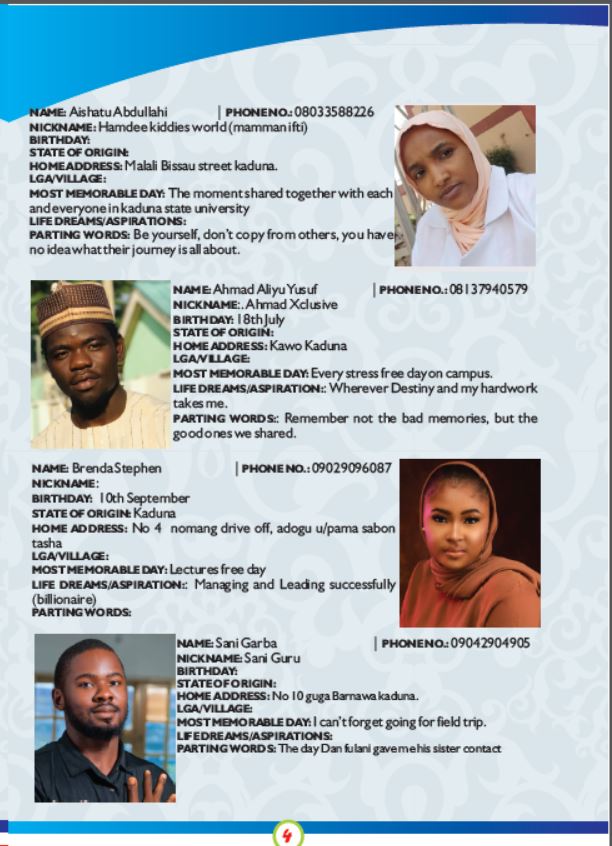 NAME: Aishatu Abdullahi | PHONE NO.: 08033588226
NICKNAME: Hamdee kiddies world (mamman ifti)
BIRTHDAY:
STATE OF ORIGIN:
HOME ADDRESS: Malali Bissau street kaduna.
LGA/VILLAGE:
MOST MEMORABLE DAY: The moment shared together with each
and everyone in kaduna state university
LIFE DREAMS/ASPIRATIONS:
PARTING WORDS: Be yourself, don't copy from others, you have
no idea what their journey is all about.
NAME: Ahmad Aliyu Yusuf | PHONE NO.: 08137940579
NICKNAME:. Ahmad Xclusive
BIRTHDAY: 18th July
STATE OF ORIGIN:
HOME ADDRESS: Kawo Kaduna
LGA/VILLAGE:
MOST MEMORABLE DAY: Every stress free day on campus.
LIFE DREAMS/ASPIRATION:: Wherever Destiny and my hardwork
takes me.
PARTING WORDS:: Remember not the bad memories, but the
good ones we shared.
NAME: Brenda Stephen | PHONE NO.: 09029096087
NICKNAME:
BIRTHDAY: 10th September
STATE OF ORIGIN: Kaduna
HOME ADDRESS: No 4 nomang drive off, adogu u/pama sabon
tasha
LGA/VILLAGE:
MOST MEMORABLE DAY: Lectures free day
LIFE DREAMS/ASPIRATION:: Managing and Leading successfully
(billionaire)
PARTING WORDS:
NAME: Sani Garba | PHONE NO.: 09042904905
NICKNAME: Sani Guru
BIRTHDAY:
STATE OF ORIGIN:
HOME ADDRESS: No 10 guga Barnawa kaduna.
LGA/VILLAGE:
MOST MEMORABLE DAY: I can't forget going for field trip.
LIFE DREAMS/ASPIRATIONS:
PARTING WORDS: The day Dan fulani gave me his sister contact
4